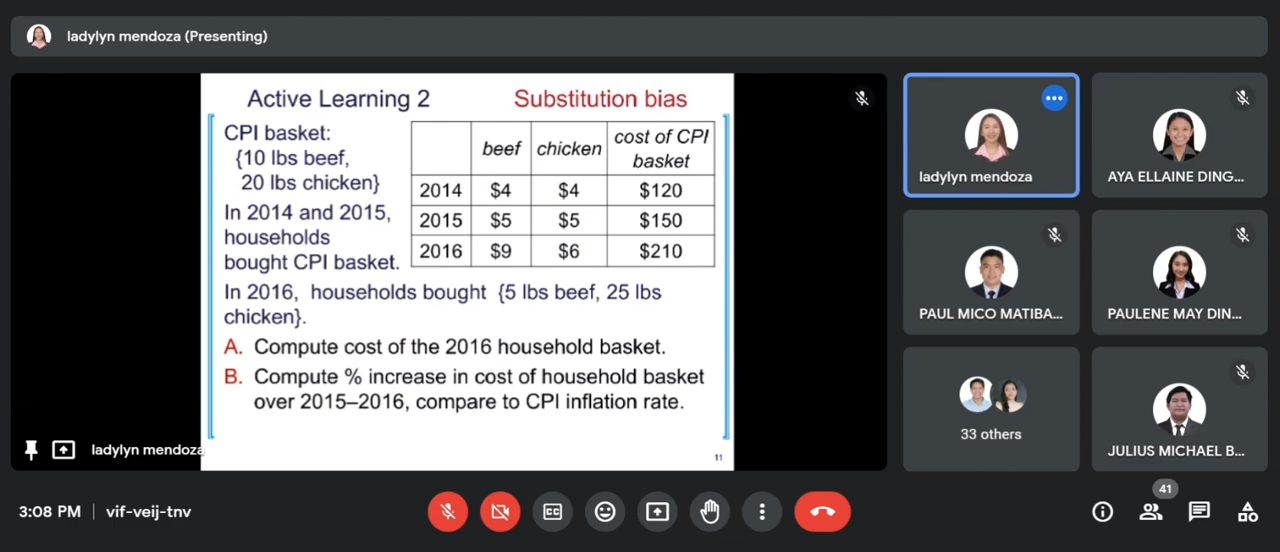 ladylyn mendoza (Presenting)
Active Learning 2 Substitution bias
CPI basket:
{10 lbs beef,
20 lbs chicken}
In 2014 and 2015,
households
bought CPI basket.
beef chicken cost of CPI basket
2014 $4 $4 $120
2015 $5 $5 $150
2016 $9 $6 $210
In 2016, households bought {5 lbs beef, 25 lbs
chicken}.
A. Compute cost of the 2016 household basket.
B. Compute % increase in cost of household basket
over 2015–2016, compare to CPI inflation rate.
11
ladylyn mendoza
ladylyn mendoza
AYA ELLAINE DING...
PAUL MICO MATIBA...
PAULENE MAY DIN...
33 others
JULIUS MICHAEL B...
3:08 PM | vif-veij-tnv
CC
41